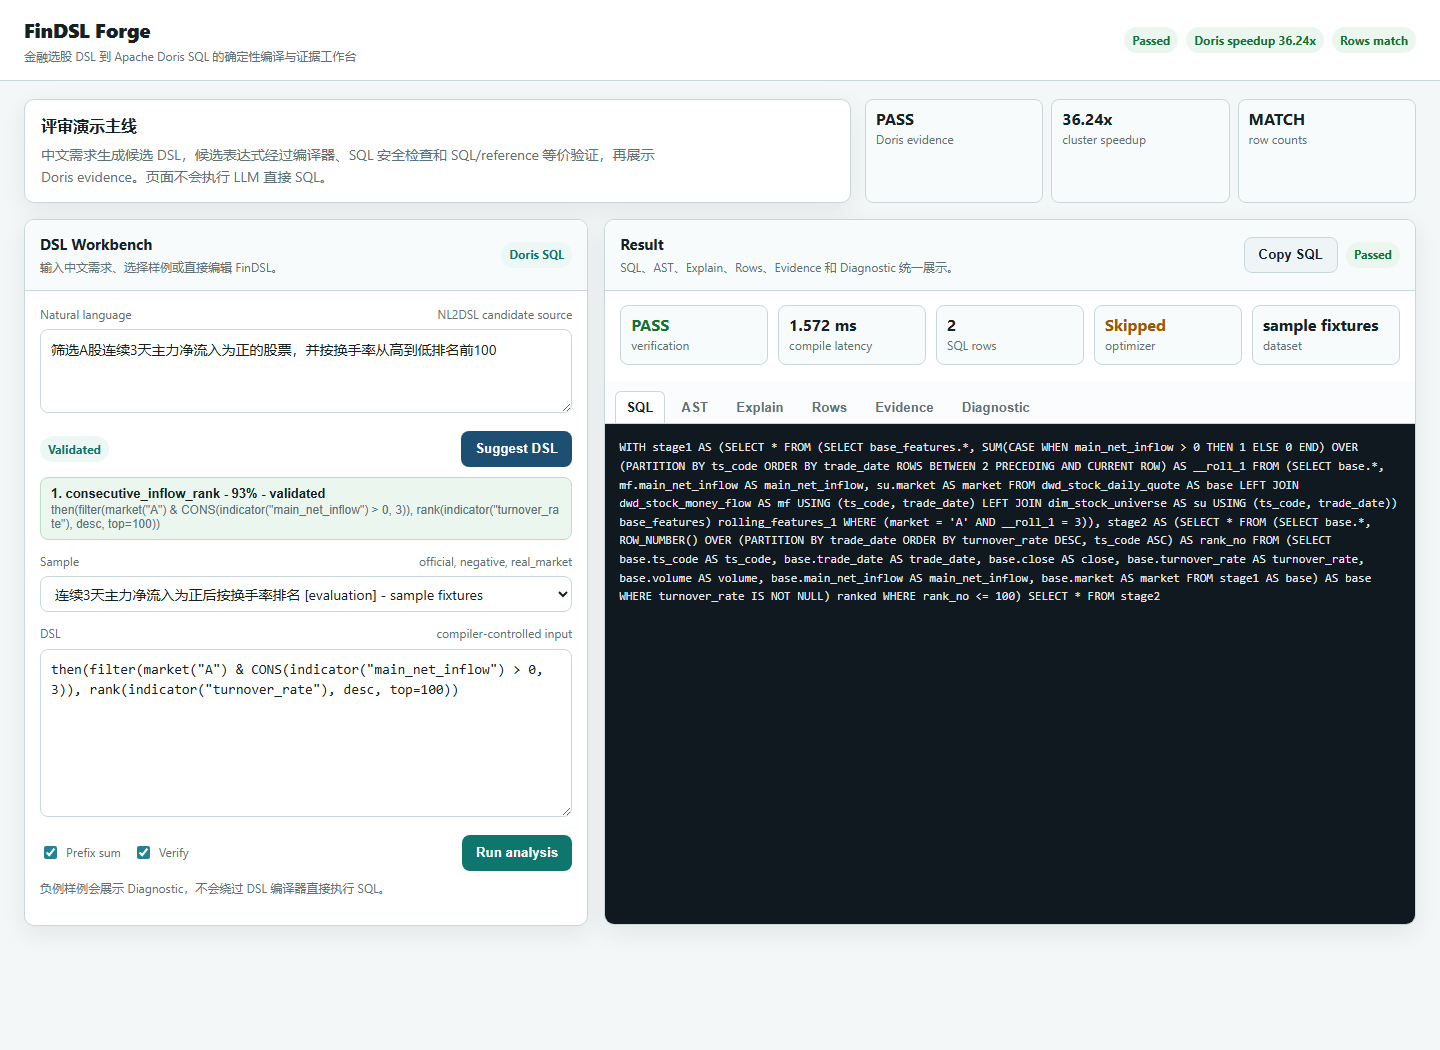 FinDSL Forge
金融选股 DSL 到 Apache Doris SQL 的确定性编译与证据工作台
Passed
Doris speedup 36.24x
Rows match
评审演示主线
中文需求生成候选 DSL，候选表达式经过编译器、SQL 安全检查和 SQL/reference 等价验证，再展示
Doris evidence。页面不会执行 LLM 直接 SQL。
PASS
Doris evidence
36.24x
cluster speedup
MATCH
row counts
DSL Workbench
输入中文需求、选择样例或直接编辑 FinDSL。
Doris SQL
Natural language
NL2DSL candidate source
筛选A股连续3天主力净流入为正的股票，并按换手率从高到低排名前100
Validated
Suggest DSL
1. consecutive_inflow_rank - 93% - validated
then(filter(market("A") & CONS(indicator("main_net_inflow") > 0, 3)), rank(indicator("turnover_ra
te"), desc, top=100))
Sample
official, negative, real_market
连续3天主力净流入为正后按换手率排名 [evaluation] - sample fixtures
DSL
compiler-controlled input
then(filter(market("A") & CONS(indicator("main_net_inflow") > 0,
3)), rank(indicator("turnover_rate"), desc, top=100))
Prefix sum
Verify
Run analysis
负例样例会展示 Diagnostic，不会绕过 DSL 编译器直接执行 SQL。
Result
SQL、AST、Explain、Rows、Evidence 和 Diagnostic 统一展示。
Copy SQL
Passed
PASS
verification
1.572 ms
compile latency
2
SQL rows
Skipped
optimizer
sample fixtures
dataset
SQL
AST
Explain
Rows
Evidence
Diagnostic
WITH stage1 AS (SELECT * FROM (SELECT base_features.*, SUM(CASE WHEN main_net_inflow > 0 THEN 1 ELSE 0 END) OVER
(PARTITION BY ts_code ORDER BY trade_date ROWS BETWEEN 2 PRECEDING AND CURRENT ROW) AS __roll_1 FROM (SELECT base.*,
mf.main_net_inflow AS main_net_inflow, su.market AS market FROM dwd_stock_daily_quote AS base LEFT JOIN
dwd_stock_money_flow AS mf USING (ts_code, trade_date) LEFT JOIN dim_stock_universe AS su USING (ts_code, trade_date))
base_features) rolling_features_1 WHERE (market = 'A' AND __roll_1 = 3)), stage2 AS (SELECT * FROM (SELECT base.*,
ROW_NUMBER() OVER (PARTITION BY trade_date ORDER BY turnover_rate DESC, ts_code ASC) AS rank_no FROM (SELECT
base.ts_code AS ts_code, base.trade_date AS trade_date, base.close AS close, base.turnover_rate AS turnover_rate,
base.volume AS volume, base.main_net_inflow AS main_net_inflow, base.market AS market FROM stage1 AS base) AS base
WHERE turnover_rate IS NOT NULL) ranked WHERE rank_no <= 100) SELECT * FROM stage2